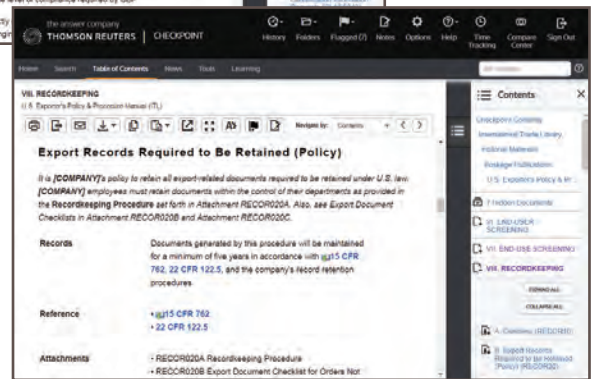 level of compliance required by
the answer company
THOMSON REUTERS | CHECKPOINT
History Folders Flagged (7) Notes Options Help Time Tracking Compare Center Sign Out
Home Search Table of Contents News Tools Learning
VIII. RECORDKEEPING
U.S. Exporter's Policy & Procedure Manual (ITL)
Navigate by: Contents
Export Records Required to Be Retained (Policy)
It is [COMPANY]'s policy to retain all export-related documents required to be retained under U.S. law.
[COMPANY] employees must retain documents within the control of their departments as provided in
the Recordkeeping Procedure set forth in Attachment RECOR020A. Also, see Export Document
Checklists in Attachment RECOR020B and Attachment RECOR020C.
Records
Documents generated by this procedure will be maintained
for a minimum of five years in accordance with 15 CFR
762, 22 CFR 122.5, and the company's record retention
procedures.
Reference
• 15 CFR 762
• 22 CFR 122.5
Attachments
• RECOR020A Recordkeeping Procedure
• RECOR020B Export Document Checklist for Orders Not
Contents
Checkpoint Contents
International Trade Library
Editorial Materials
U.S. Exporter's Policy & Pr...
7 Hidden Documents
VI. END-USER
SCREENING
VII. END-USE SCREENING
VIII. RECORDKEEPING
EXPAND ALL
COLLAPSE ALL
A. Overview (RECOR010)
B. Export Records
Required to Be Retained
(Policy) (RECOR020)